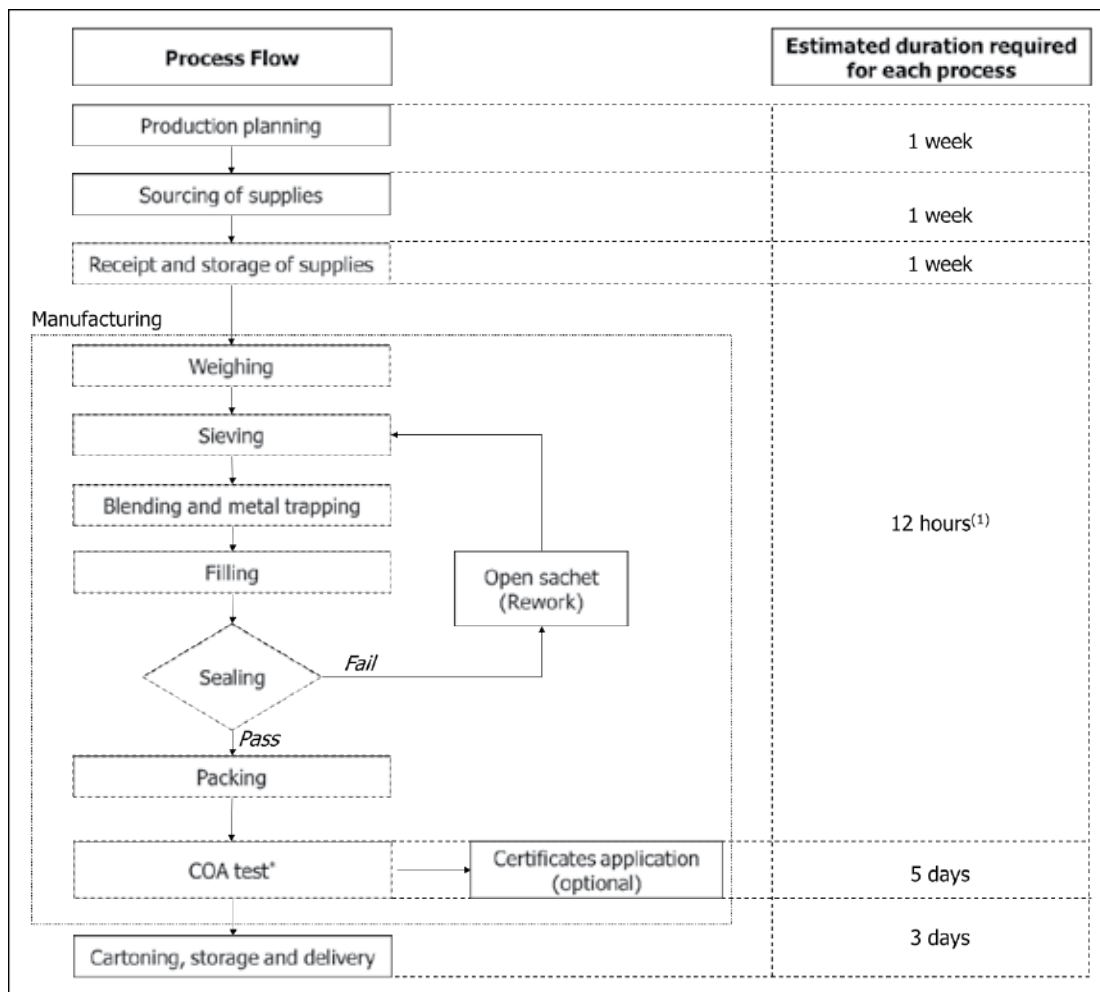 Process Flow
Estimated duration required
for each process
Production planning
1 week
Sourcing of supplies
1 week
Receipt and storage of supplies
1 week
Manufacturing
Weighing
Sieving
Blending and metal trapping
12 hours(1)
Filling
Open sachet
(Rework)
Sealing
Fail
Pass
Packing
COA test*
Certificates application
(optional)
5 days
Cartoning, storage and delivery
3 days